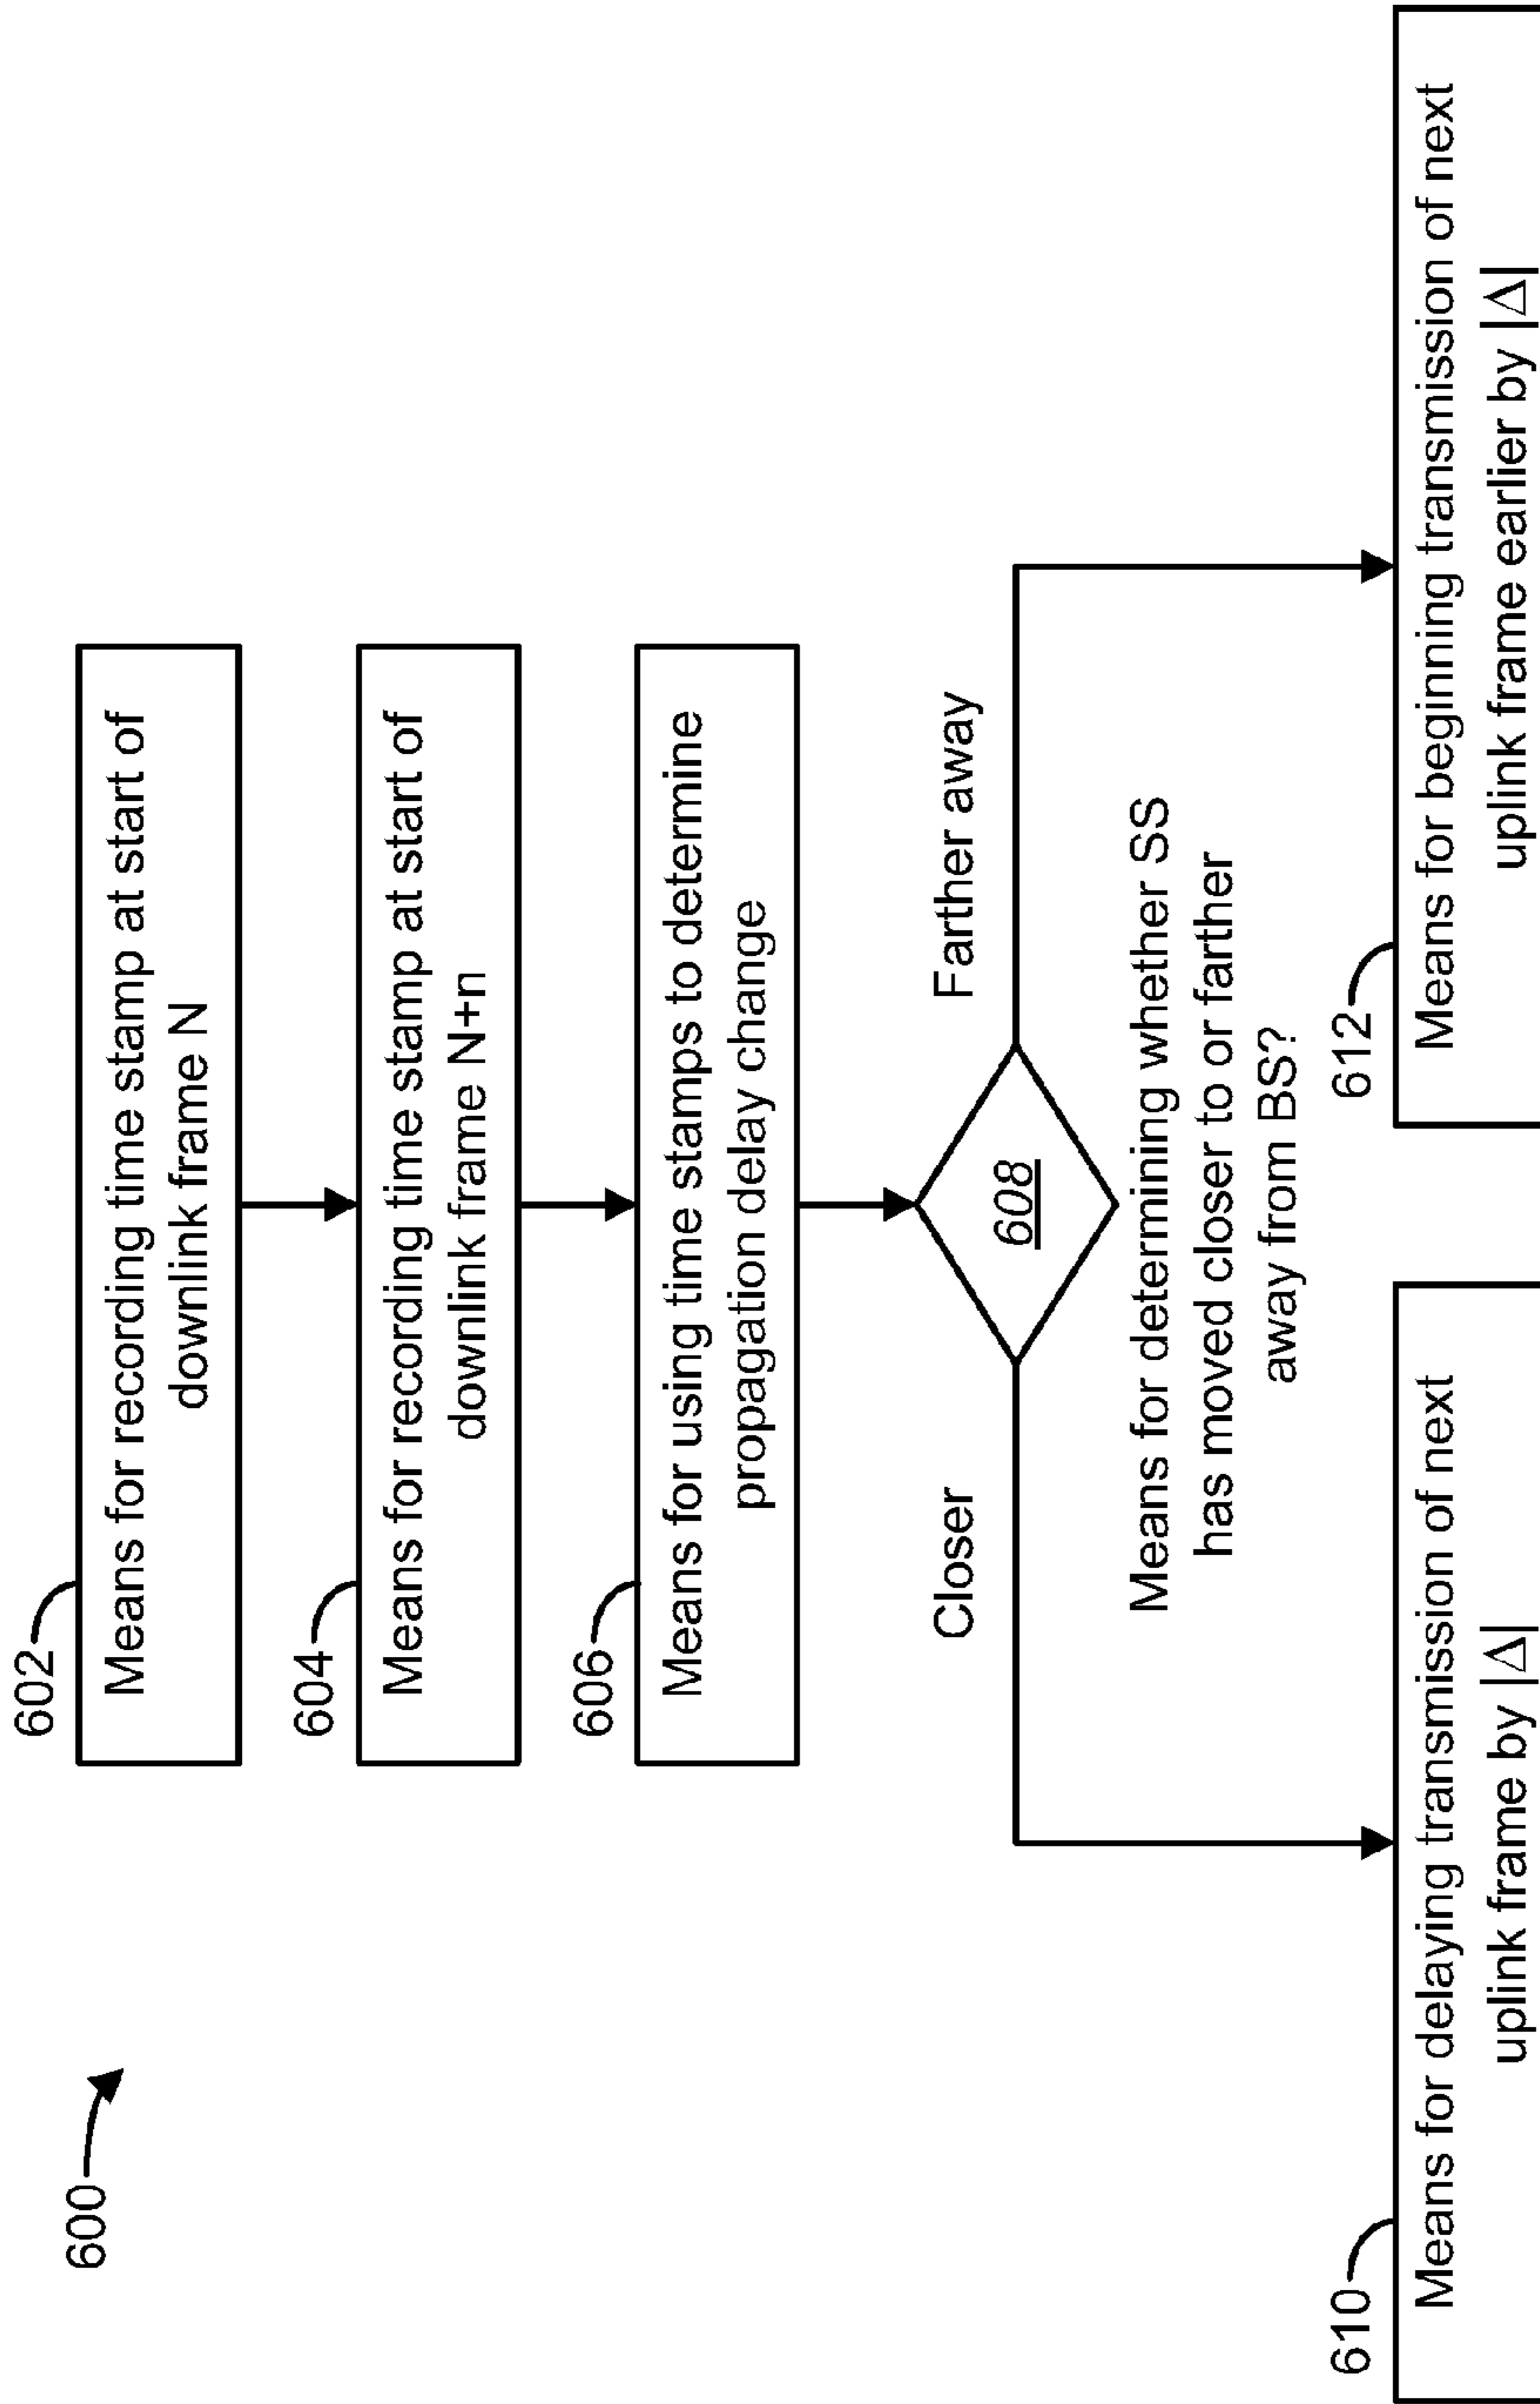 600
602
Means for recording time stamp at start of
downlink frame N
604
Means for recording time stamp at start of
downlink frame N+n
606
Means for using time stamps to determine
propagation delay change
Closer
608
Farther away
Means for determining whether SS
has moved closer to or farther
away from BS?
610
Means for delaying transmission of next
uplink frame by |Δ|
612
Means for beginning transmission of next
uplink frame earlier by |Δ|